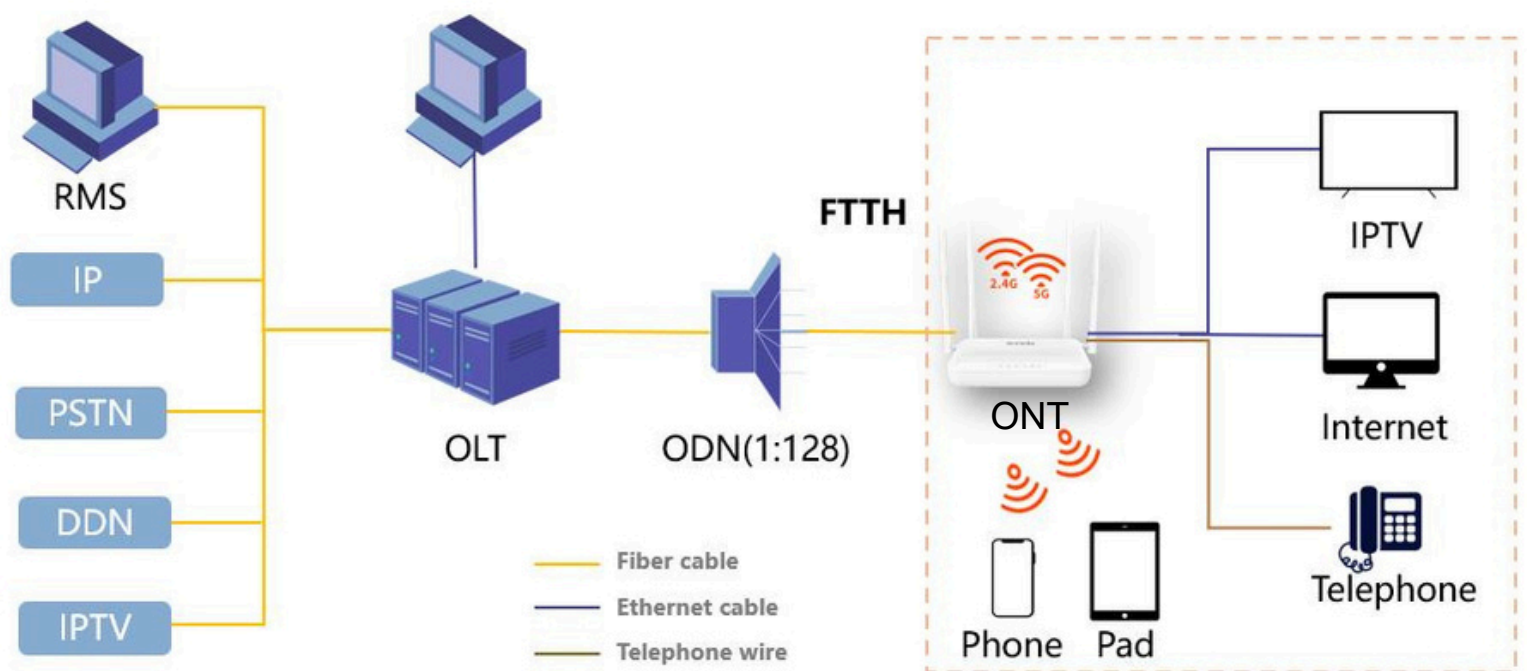 RMS
IP
PSTN
DDN
IPTV
OLT
ODN(1:128)
FTTH
2.4G
5G
ONT
Phone
Pad
IPTV
Internet
Telephone
Fiber cable
Ethernet cable
Telephone wire